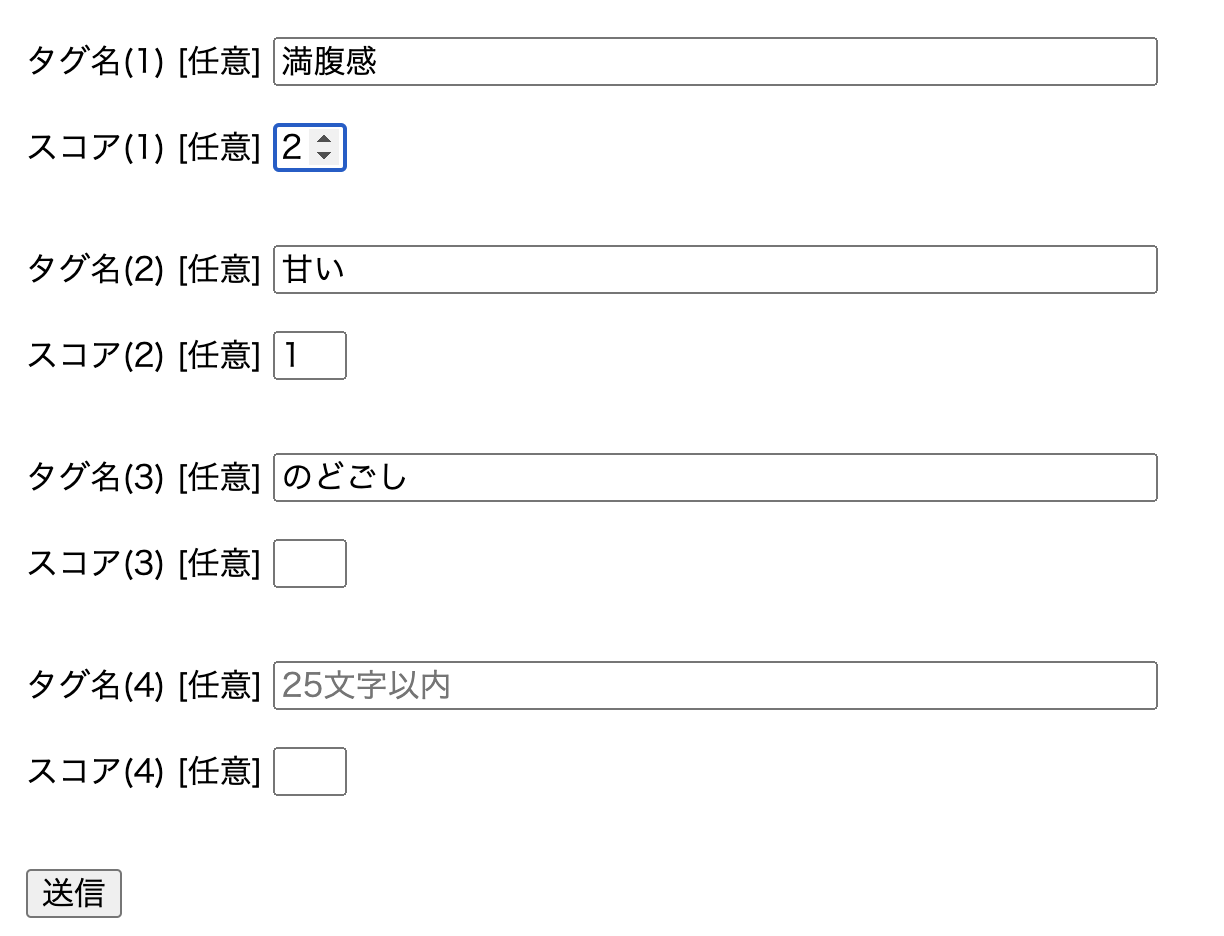 タグ名(1) [任意] 満腹感
スコア(1) [任意] 2
タグ名(2) [任意] 甘い
スコア(2) [任意] 1
タグ名(3) [任意] のどごし
スコア(3) [任意]
タグ名(4) [任意] 25文字以内
スコア(4) [任意]
送信